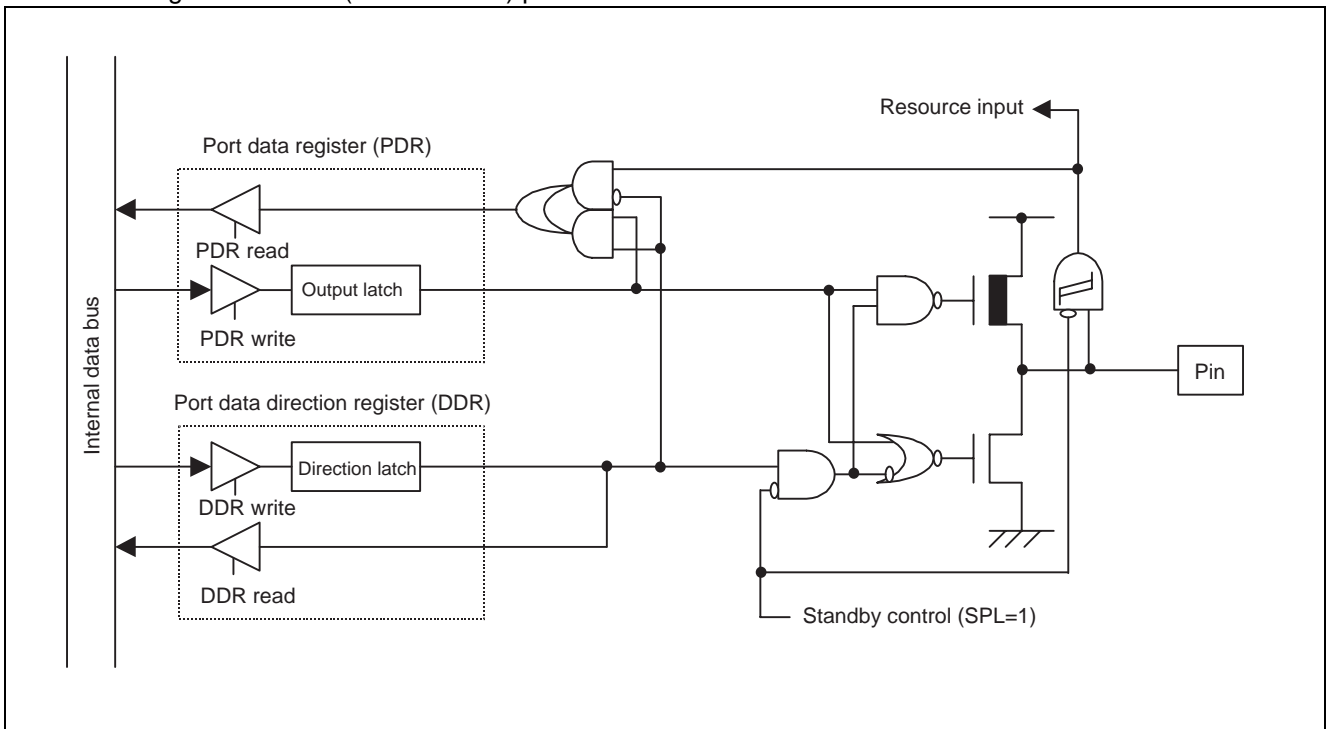 Resource input
Port data register (PDR)
PDR read
Output latch
PDR write
Internal data bus
Pin
Port data direction register (DDR)
Direction latch
DDR write
DDR read
Standby control (SPL=1)